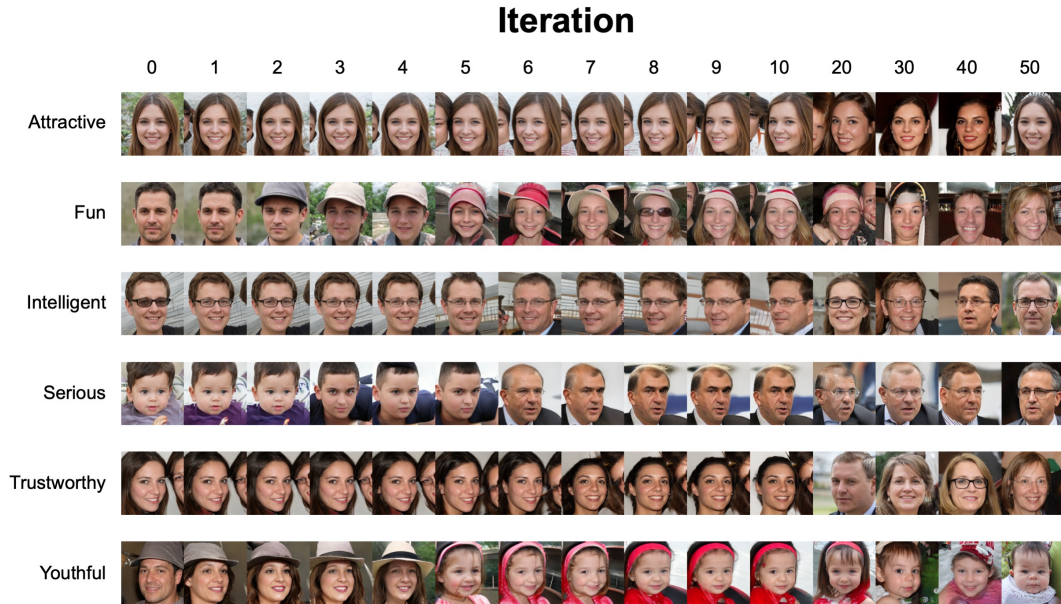 Iteration
0 1 2 3 4 5 6 7 8 9 10 20 30 40 50
Attractive
Fun
Intelligent
Serious
Trustworthy
Youthful